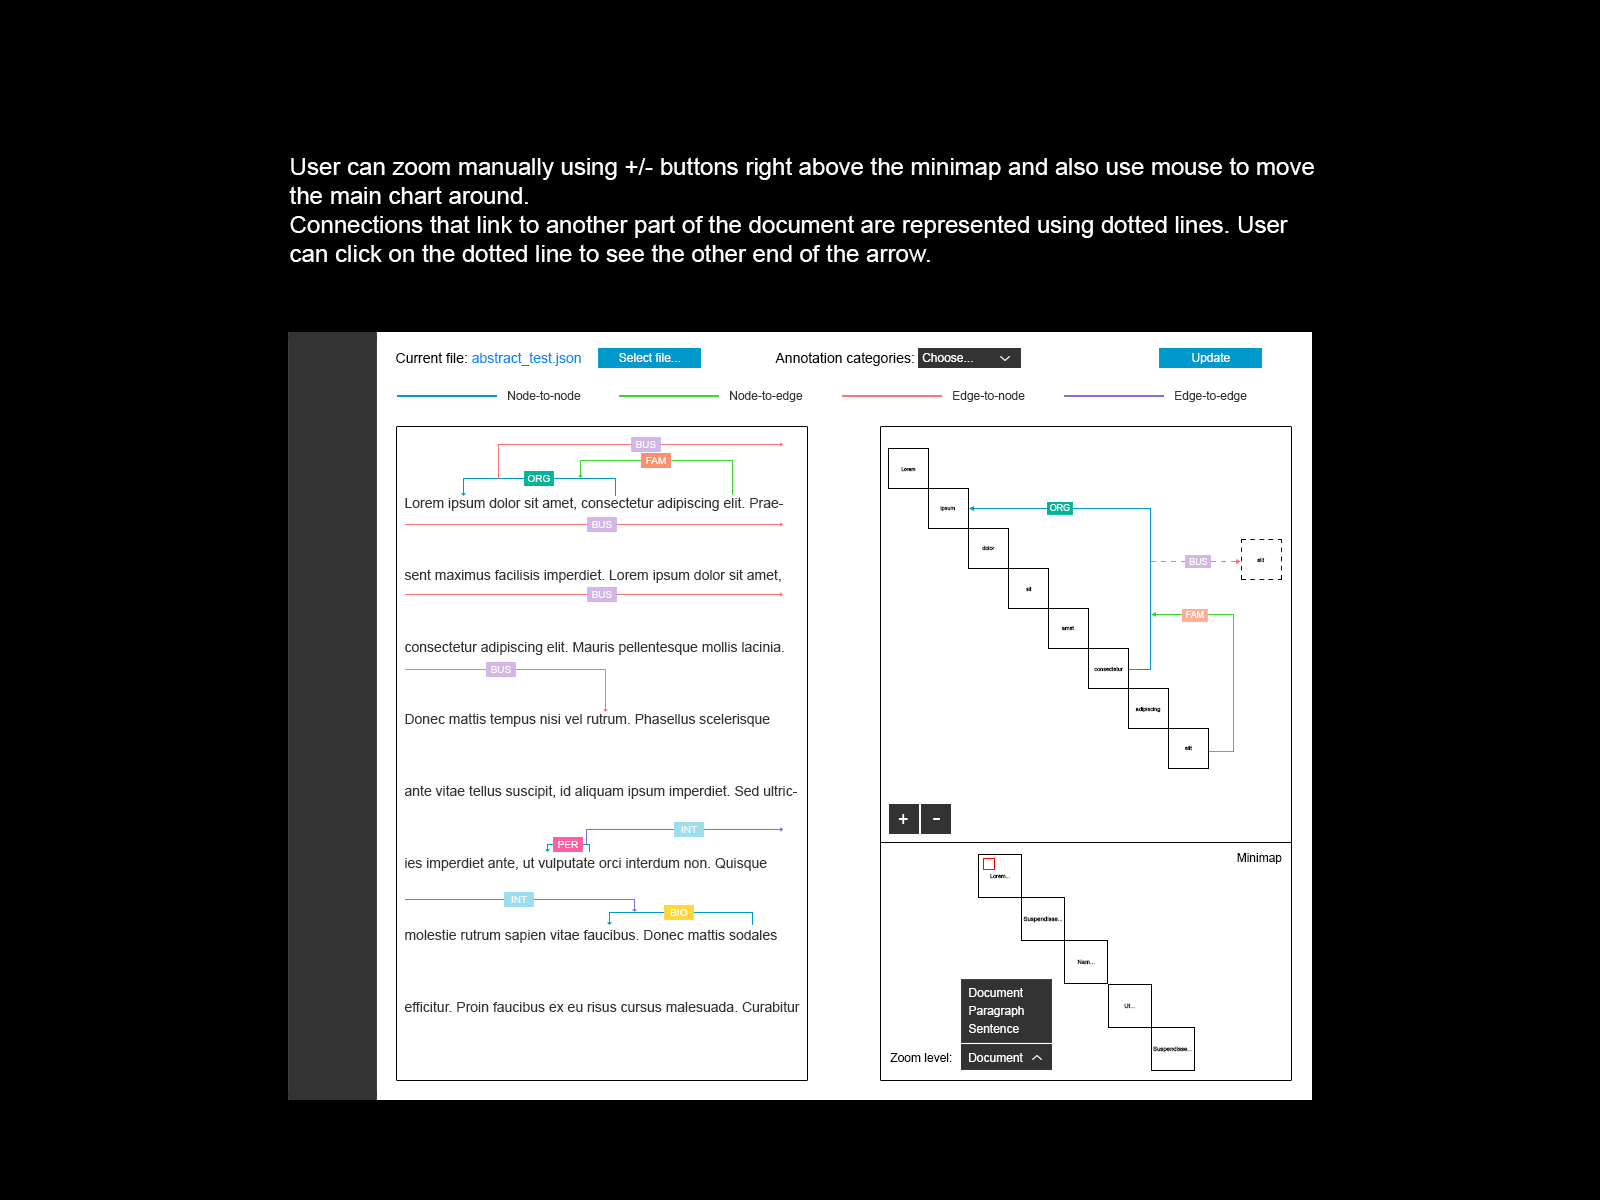 User can zoom manually using +/- buttons right above the minimap and also use mouse to move
the main chart around.
Connections that link to another part of the document are represented using dotted lines. User
can click on the dotted line to see the other end of the arrow.
Current file: abstract_test.json
Select file...
Annotation categories:
Choose...
Update
Node-to-node
Node-to-edge
Edge-to-node
Edge-to-edge
BUS
FAM
ORG
Lorem ipsum dolor sit amet, consectetur adipiscing elit. Prae-
BUS
sent maximus facilisis imperdiet. Lorem ipsum dolor sit amet,
BUS
consectetur adipiscing elit. Mauris pellentesque mollis lacinia.
BUS
Donec mattis tempus nisi vel rutrum. Phasellus scelerisque
ante vitae tellus suscipit, id aliquam ipsum imperdiet. Sed ultric-
INT
PER
ies imperdiet ante, ut vulputate orci interdum non. Quisque
INT
BIO
molestie rutrum sapien vitae faucibus. Donec mattis sodales
efficitur. Proin faucibus ex eu risus cursus malesuada. Curabitur
Lorem
ipsum
ORG
dolor
BUS
elit
sit
FAM
amet
consectetur
adipiscing
elit
+
-
Minimap
Lorem...
Suspendisse...
Nam...
Ut...
Suspendisse...
Document
Paragraph
Sentence
Zoom level:
Document